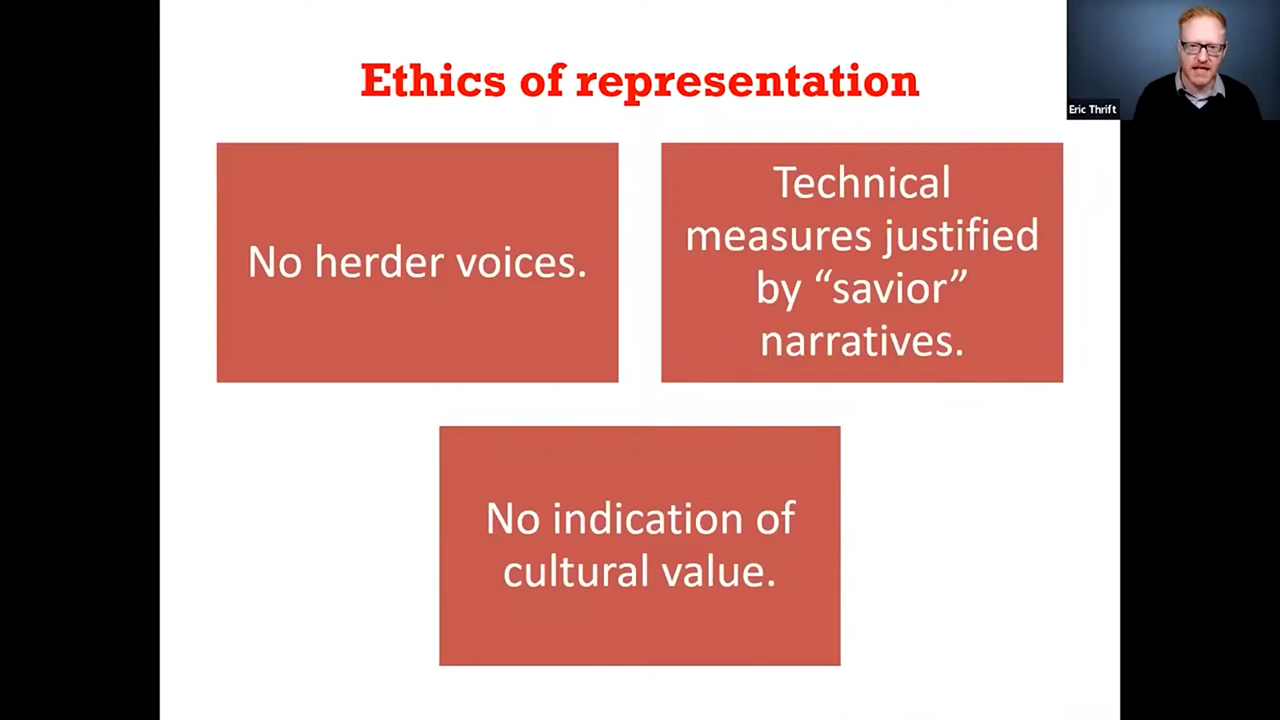 Ethics of representation
Eric Thrift
No herder voices.
Technical
measures justified
by “savior”
narratives.
No indication of
cultural value.